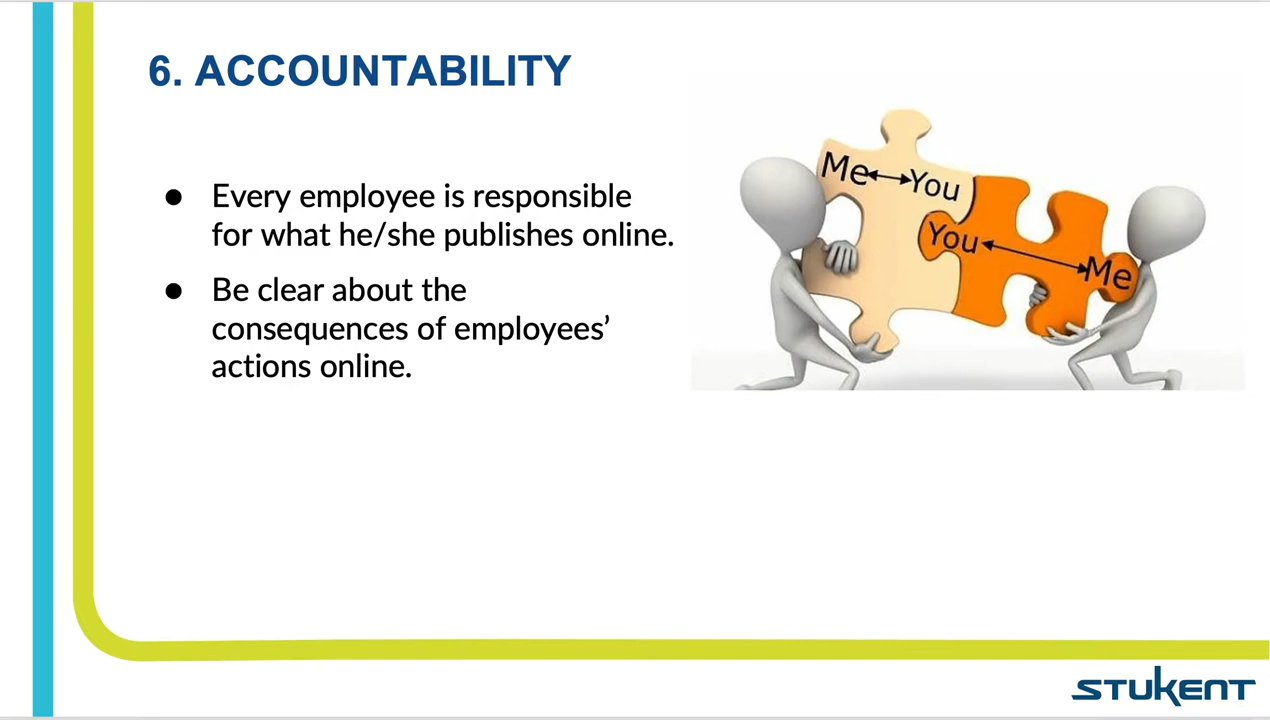 6. ACCOUNTABILITY
● Every employee is responsible
for what he/she publishes online.
● Be clear about the
consequences of employees’
actions online.
Me You
You Me
STUKENT